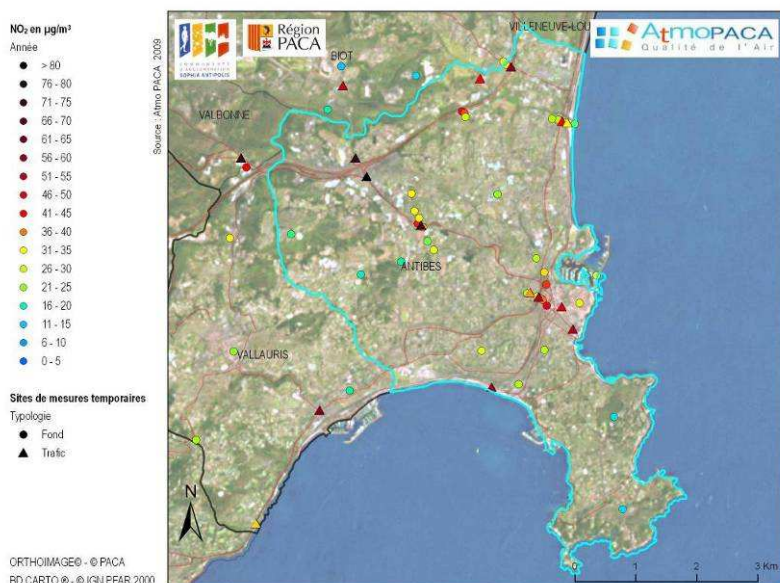 NO₂ en µg/m³
Année
> 80
76 - 80
71 - 75
66 - 70
61 - 65
56 - 60
51 - 55
46 - 50
41 - 45
36 - 40
31 - 35
26 - 30
21 - 25
16 - 20
11 - 15
6 - 10
0 - 5
Sites de mesures temporaires
Typologie
Fond
Trafic
ORTHOIMAGE© - © PACA
BD CARTO ® - © IGN PFAR 2000
Source : Atmo PACA 2009
SOPHIA ANTIPOLIS
Région
PACA
AtmoPACA
Qualité de l'Air
VILLENEUVE-LOU
BIOT
VALBONNE
ANTIBES
VALLAURIS
N
0 1 2 3 Km